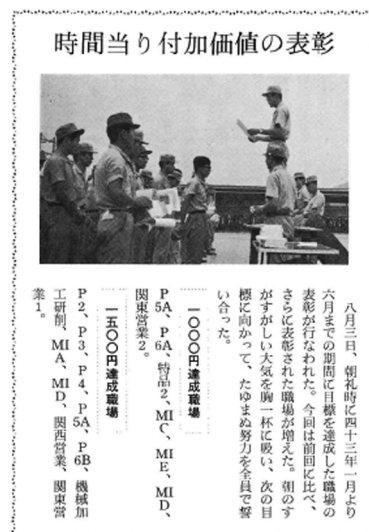 時間当り付加価値の表彰
八月三日、朝礼時に四十三年一月より
六月までの期間に目標を達成した職場の
表彰が行なわれた。今回は前回に比べ、
さらに表彰された職場が増えた。朝のす
がすがしい大気を胸一杯に吸い、次の目
標に向かって、たゆまぬ努力を全員で誓
い合った。
一〇〇〇円達成職場
P5A、P6A、特品2、MIC、MIE、MID、
関東営業2。
一五〇〇円達成職場
P2、P3、P4、P5A、P6B、機械加
工研削、MIA、MID、関西営業、関東営
業1。